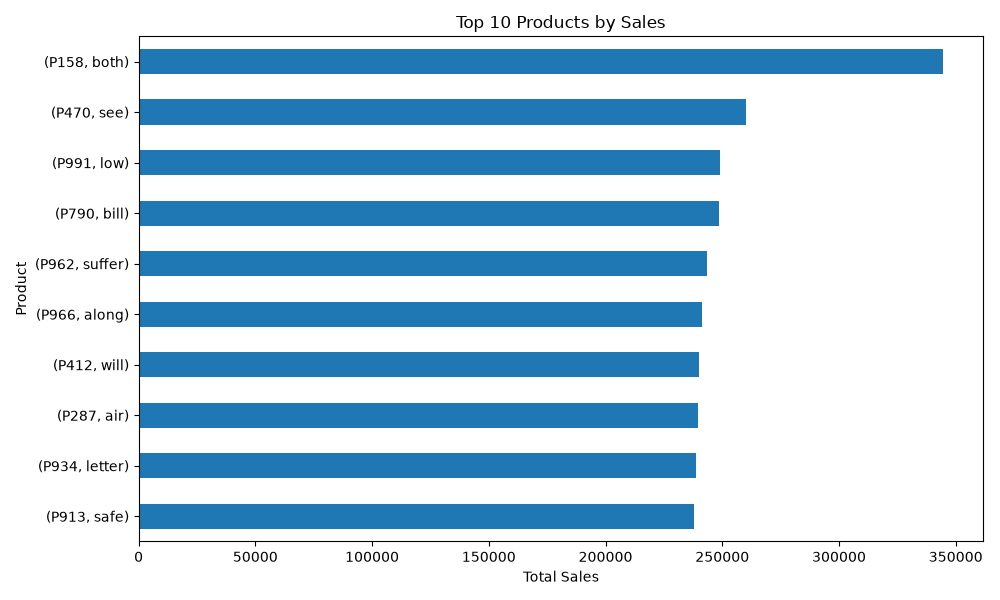 Top 10 Products by Sales
Product
(P158, both)
(P470, see)
(P991, low)
(P790, bill)
(P962, suffer)
(P966, along)
(P412, will)
(P287, air)
(P934, letter)
(P913, safe)
0 50000 100000 150000 200000 250000 300000 350000
Total Sales